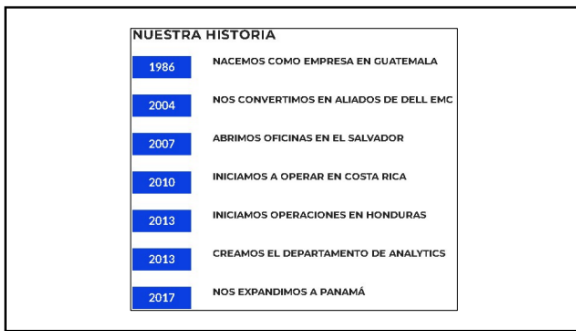 NUESTRA HISTORIA
1986 NACEMOS COMO EMPRESA EN GUATEMALA
2004 NOS CONVERTIMOS EN ALIADOS DE DELL EMC
2007 ABRIMOS OFICINAS EN EL SALVADOR
2010 INICIAMOS A OPERAR EN COSTA RICA
2013 INICIAMOS OPERACIONES EN HONDURAS
2013 CREAMOS EL DEPARTAMENTO DE ANALYTICS
2017 NOS EXPANDIMOS A PANAMÁ